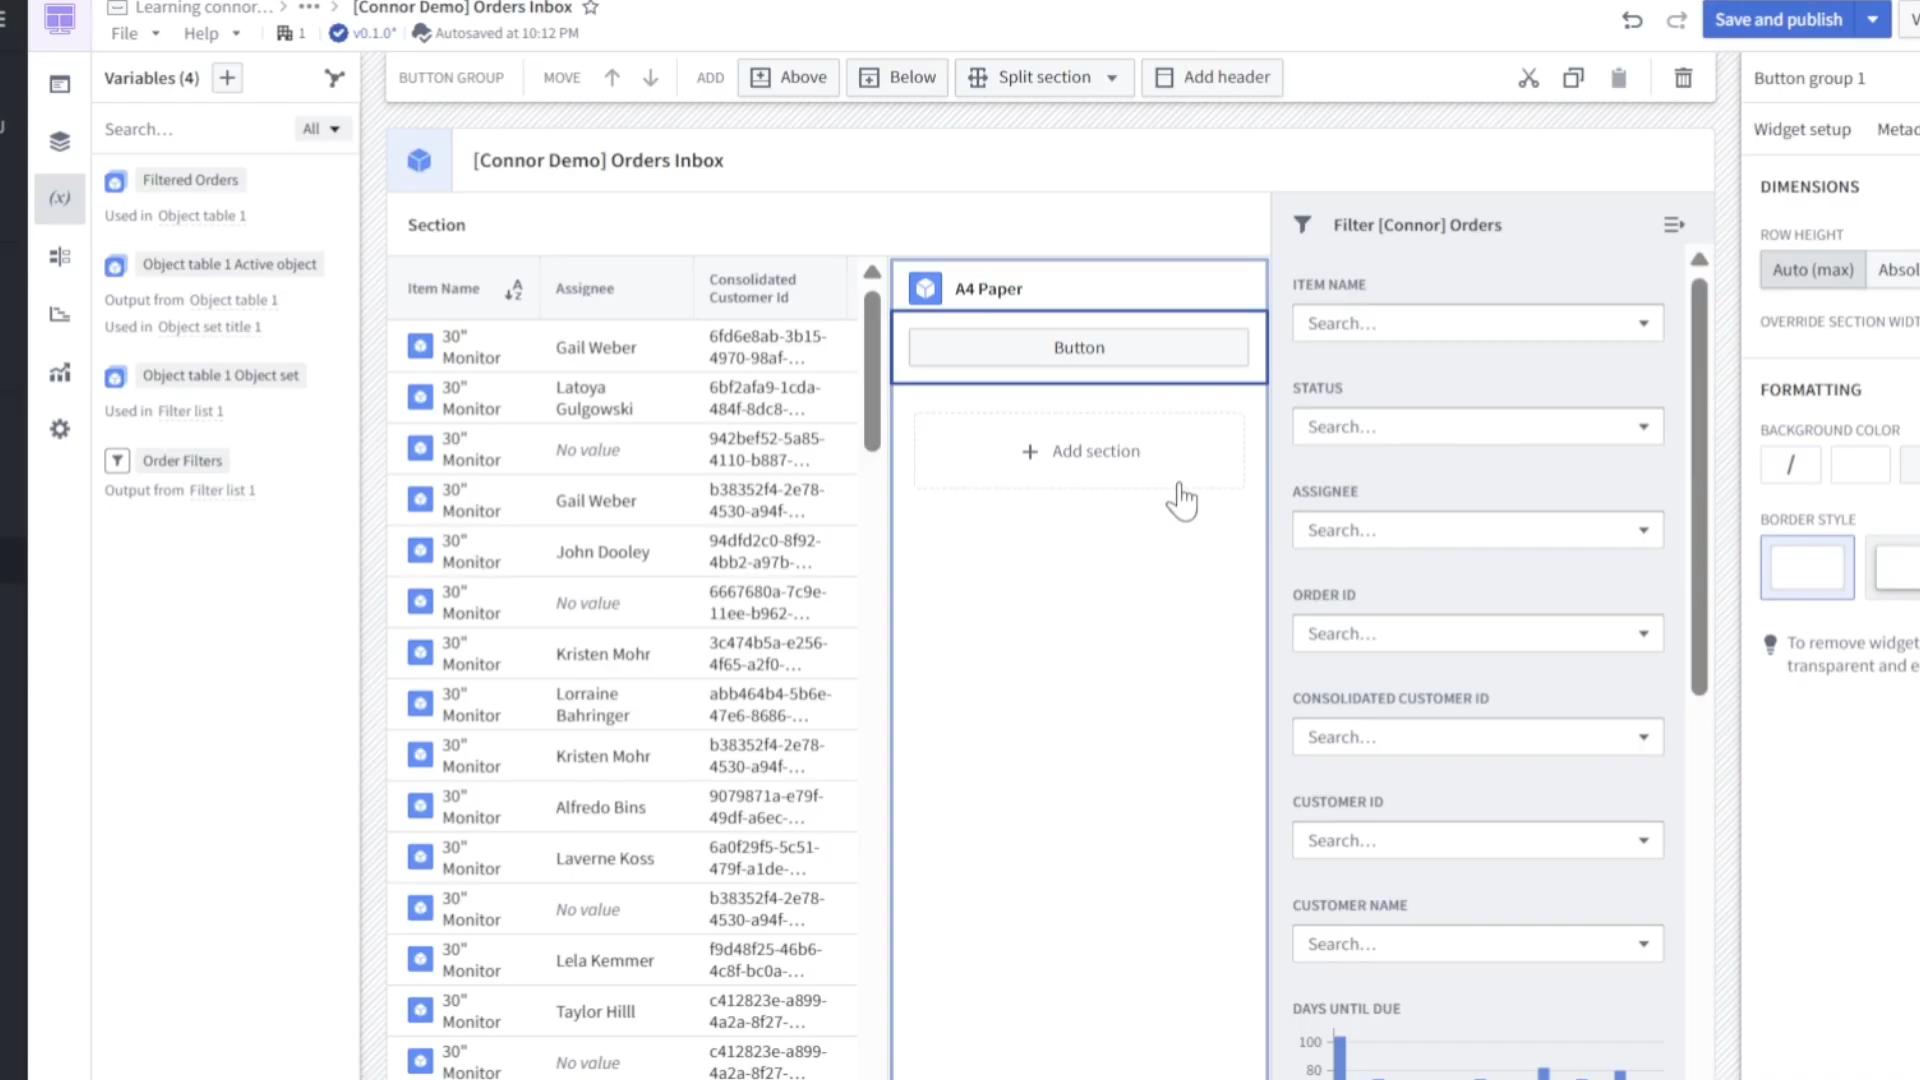 Learning connor… > ••• > [Connor Demo] Orders Inbox
File Help 1 v0.1.0* Autosaved at 10:12 PM
Save and publish
Variables (4)
Search…
All
Filtered Orders
Used in Object table 1
Object table 1 Active object
Output from Object table 1
Used in Object set title 1
Object table 1 Object set
Used in Filter list 1
Order Filters
Output from Filter list 1
BUTTON GROUP MOVE ADD Above Below Split section Add header
[Connor Demo] Orders Inbox
Section
Item Name Assignee Consolidated
Customer Id
30" Monitor Gail Weber 6fd6e8ab-3b15-
4970-98af-…
30" Monitor Latoya Gulgowski 6bf2afa9-1cda-
484f-8dc8-…
30" Monitor No value 942bef52-5a85-
4110-b887-…
30" Monitor Gail Weber b38352f4-2e78-
4530-a94f-…
30" Monitor John Dooley 94dfd2c0-8f92-
4bb2-a97b-…
30" Monitor No value 6667680a-7c9e-
11ee-b962-…
30" Monitor Kristen Mohr 3c474b5a-e256-
4f65-a2f0-…
30" Monitor Lorraine Bahringer abb464b4-5b6e-
47e6-8686-…
30" Monitor Kristen Mohr b38352f4-2e78-
4530-a94f-…
30" Monitor Alfredo Bins 9079871a-e79f-
49df-a6ec-…
30" Monitor Laverne Koss 6a0f29f5-5c51-
479f-a1de-…
30" Monitor No value b38352f4-2e78-
4530-a94f-…
30" Monitor Lela Kemmer f9d48f25-46b6-
4c8f-bc0a-…
30" Monitor Taylor Hilll c412823e-a899-
4a2a-8f27-…
30" Monitor No value c412823e-a899-
4a2a-8f27-…
A4 Paper
Button
+ Add section
Filter [Connor] Orders
ITEM NAME
Search…
STATUS
Search…
ASSIGNEE
Search…
ORDER ID
Search…
CONSOLIDATED CUSTOMER ID
Search…
CUSTOMER ID
Search…
CUSTOMER NAME
Search…
DAYS UNTIL DUE
100
80
Button group 1
Widget setup
DIMENSIONS
ROW HEIGHT
Auto (max)
OVERRIDE SECTION
FORMATTING
BACKGROUND COLOR
BORDER STYLE
To remove widget
transparent and